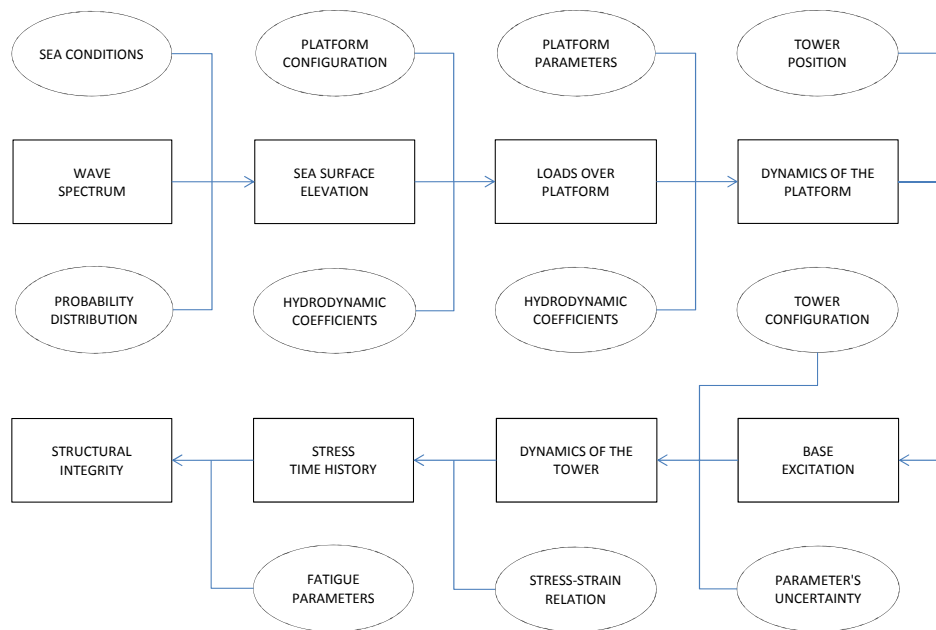 SEA CONDITIONS
PLATFORM
CONFIGURATION
PLATFORM
PARAMETERS
TOWER
POSITION
WAVE
SPECTRUM
SEA SURFACE
ELEVATION
LOADS OVER
PLATFORM
DYNAMICS OF THE
PLATFORM
PROBABILITY
DISTRIBUTION
HYDRODYNAMIC
COEFFICIENTS
HYDRODYNAMIC
COEFFICIENTS
TOWER
CONFIGURATION
STRUCTURAL
INTEGRITY
STRESS
TIME HISTORY
DYNAMICS OF THE
TOWER
BASE
EXCITATION
FATIGUE
PARAMETERS
STRESS-STRAIN
RELATION
PARAMETER'S
UNCERTAINTY